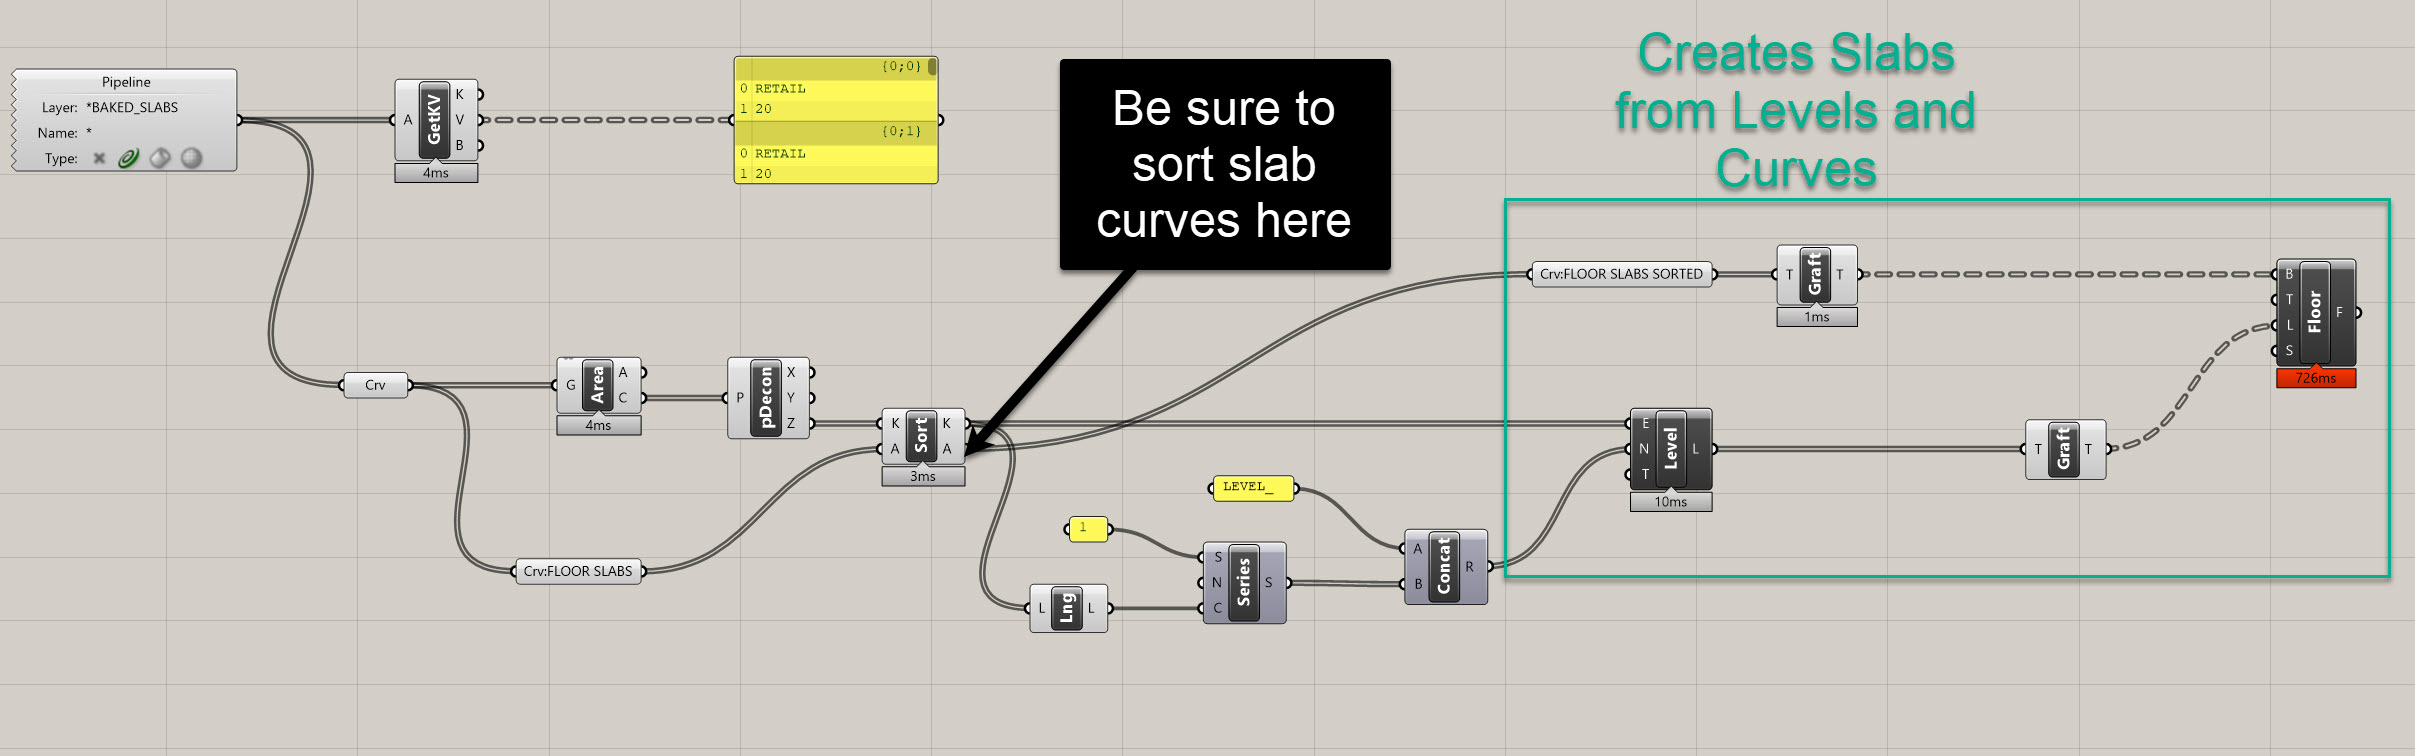 Pipeline
Layer: *BAKED_SLABS
Name: *
Type:
A GetKV K V B
4ms
{0;0}
0 RETAIL
1 20
{0;1}
0 RETAIL
1 20
Be sure to
sort slab
curves here
Creates Slabs
from Levels and
Curves
Crv:FLOOR SLABS SORTED
T Graft T
1ms
B T L S Floor F
726ms
Crv
G Area A C
4ms
P pDecon X Y Z
K A Sort K A
3ms
E N T Level L
10ms
T Graft T
LEVEL_
1
Crv:FLOOR SLABS
L Lng L
S N C Series S
A B Concat R